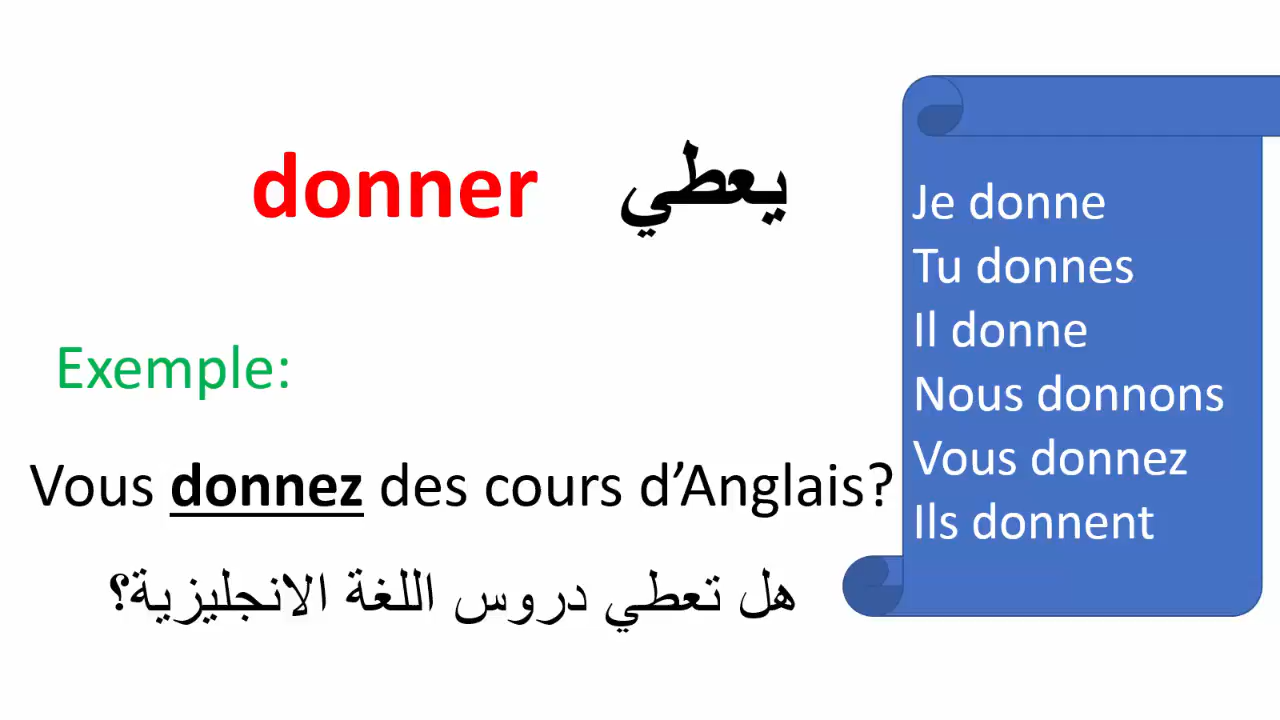 donner يعطي
Exemple:
Vous donnez des cours d’Anglais?
هل تعطي دروس اللغة الانجليزية؟
Je donne
Tu donnes
Il donne
Nous donnons
Vous donnez
Ils donnent